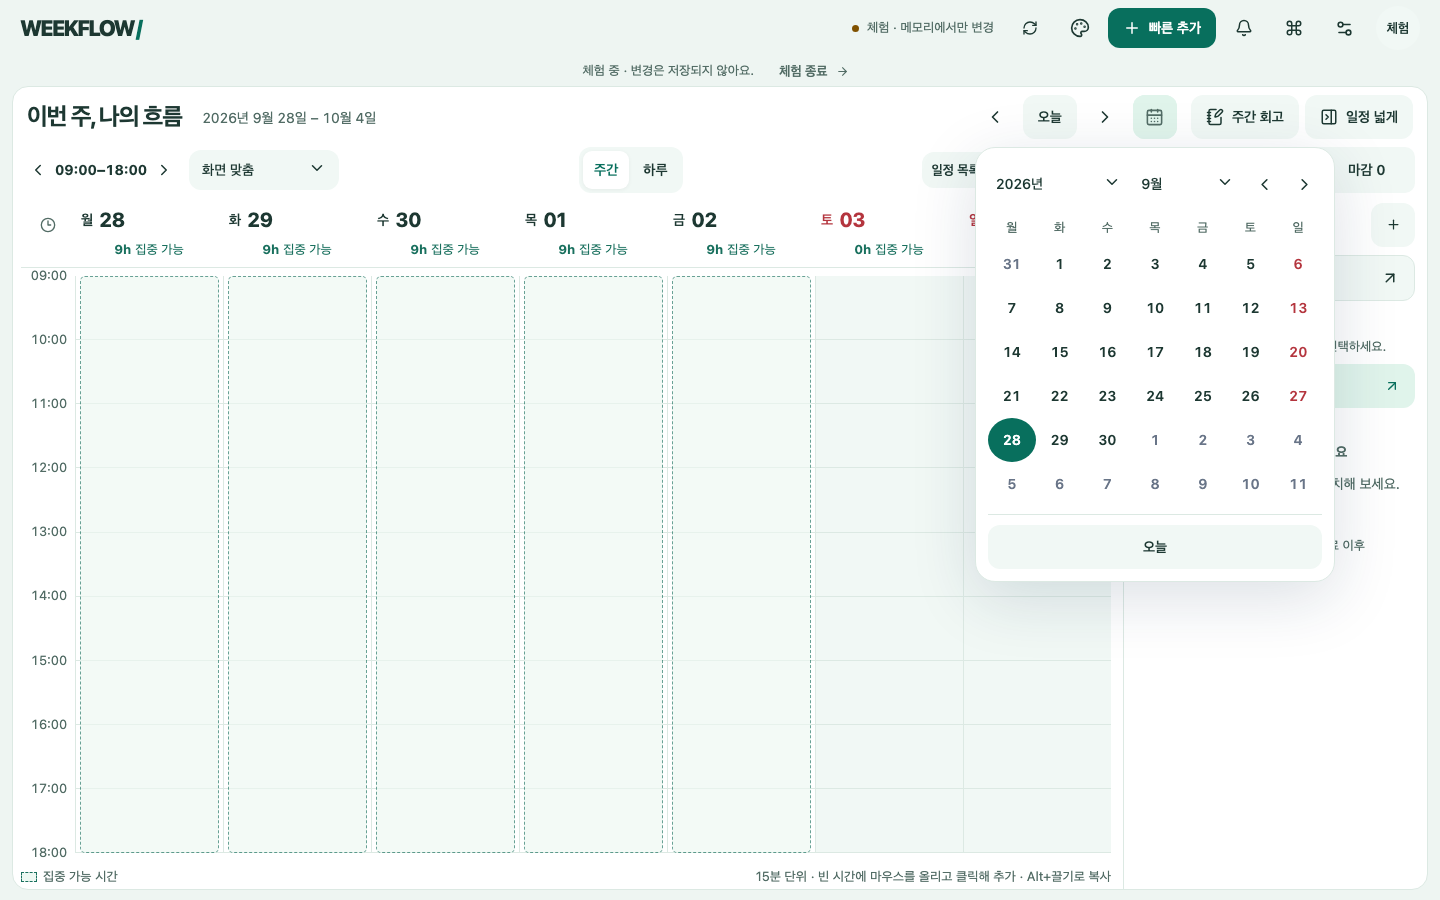 WEEKFLOW/
체험 · 메모리에서만 변경
빠른 추가
체험
체험 중 · 변경은 저장되지 않아요.
체험 종료 →
이번 주, 나의 흐름
2026년 9월 28일 – 10월 4일
오늘
주간 회고
일정 넓게
09:00–18:00
화면 맞춤
주간
하루
일정 목록
마감 0
월 28
화 29
수 30
목 01
금 02
토 03
9h 집중 가능
9h 집중 가능
9h 집중 가능
9h 집중 가능
9h 집중 가능
0h 집중 가능
09:00
10:00
11:00
12:00
13:00
14:00
15:00
16:00
17:00
18:00
2026년
9월
월 화 수 목 금 토 일
31 1 2 3 4 5 6
7 8 9 10 11 12 13
14 15 16 17 18 19 20
21 22 23 24 25 26 27
28 29 30 1 2 3 4
5 6 7 8 9 10 11
오늘
택하세요.
요
치해 보세요.
이후
집중 가능 시간
15분 단위 · 빈 시간에 마우스를 올리고 클릭해 추가 · Alt+끌기로 복사